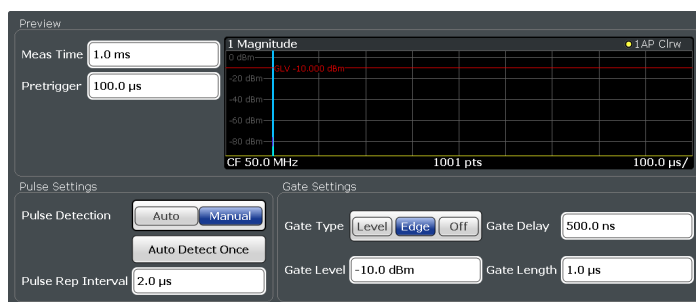 Preview
Meas Time 1.0 ms
Pretrigger 100.0 µs
1 Magnitude 1AP Clrw
0 dBm
GLV -10.000 dBm
-20 dBm
-40 dBm
-60 dBm
-80 dBm
CF 50.0 MHz 1001 pts 100.0 µs/
Pulse Settings
Pulse Detection Auto Manual
Auto Detect Once
Pulse Rep Interval 2.0 µs
Gate Settings
Gate Type Level Edge Off Gate Delay 500.0 ns
Gate Level -10.0 dBm Gate Length 1.0 µs